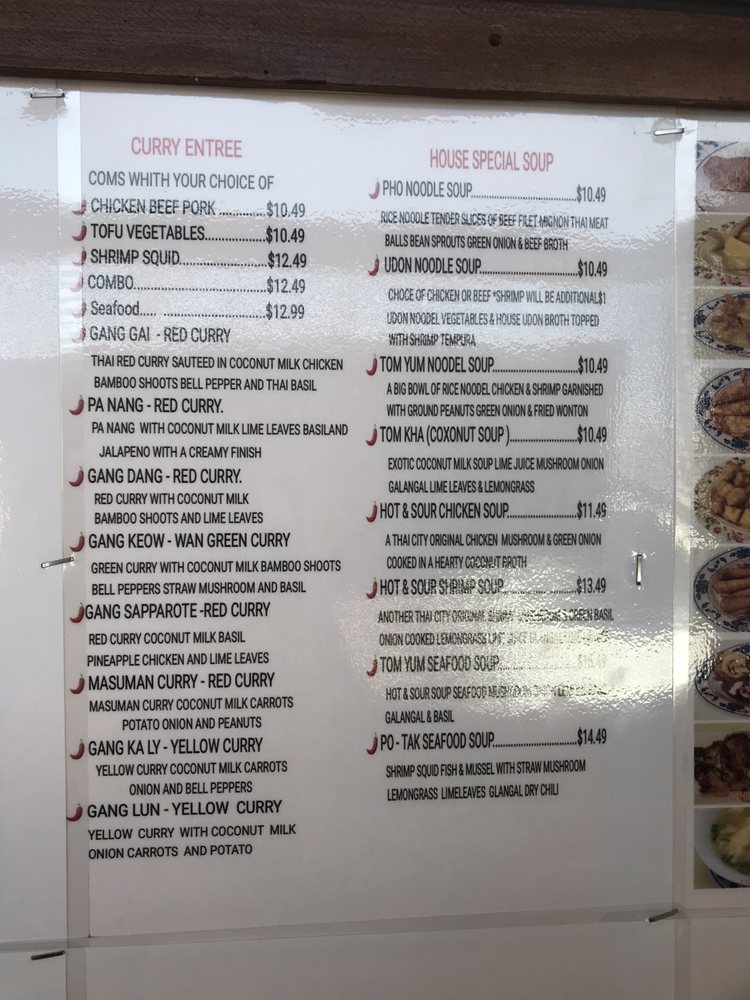 CURRY ENTREE
COMS WHITH YOUR CHOICE OF
CHICKEN BEEF PORK ..............$10.49
TOFU VEGETABLES..................$10.49
SHRIMP SQUID..................................$12.49
COMBO................................................$12.49
Seafood..... ...................................$12.99
GANG GAI - RED CURRY
THAI RED CURRY SAUTEED IN COCONUT MILK CHICKEN
BAMBOO SHOOTS BELL PEPPER AND THAI BASIL
PA NANG - RED CURRY.
PA NANG WITH COCONUT MILK LIME LEAVES BASILAND
JALAPENO WITH A CREAMY FINISH
GANG DANG - RED CURRY.
RED CURRY WITH COCONUT MILK
BAMBOO SHOOTS AND LIME LEAVES
GANG KEOW - WAN GREEN CURRY
GREEN CURRY WITH COCONUT MILK BAMBOO SHOOTS
BELL PEPPERS STRAW MUSHROOM AND BASIL
GANG SAPPAROTE -RED CURRY
RED CURRY COCONUT MILK BASIL
PINEAPPLE CHICKEN AND LIME LEAVES
MASUMAN CURRY - RED CURRY
MASUMAN CURRY COCONUT MILK CARROTS
POTATO ONION AND PEANUTS
GANG KA LY - YELLOW CURRY
YELLOW CURRY COCONUT MILK CARROTS
ONION AND BELL PEPPERS
GANG LUN - YELLOW CURRY
YELLOW CURRY WITH COCONUT MILK
ONION CARROTS AND POTATO
HOUSE SPECIAL SOUP
PHO NOODLE SOUP................................$10.49
RICE NOODLE TENDER SLICES OF BEEF FILET MIGNON THAI MEAT
BALLS BEAN SPROUTS GREEN ONION & BEEF BROTH
UDON NOODLE SOUP..............................$10.49
CHOCE OF CHICKEN OR BEEF *SHRIMP WILL BE ADDITIONAL$1
UDON NOODEL VEGETABLES & HOUSE UDON BROTH TOPPED
WITH SHRIMP TEMPURA
TOM YUM NOODEL SOUP..........................$10.49
A BIG BOWL OF RICE NOODEL CHICKEN & SHRIMP GARNISHED
WITH GROUND PEANUTS GREEN ONION & FRIED WONTON
TOM KHA (COXONUT SOUP )..............................$10.49
EXOTIC COCONUT MILK SOUP LIME JUICE MUSHROOM ONION
GALANGAL LIME LEAVES & LEMONGRASS
HOT & SOUR CHICKEN SOUP.....................$11.49
A THAI CITY ORIGINAL CHICKEN MUSHROOM & GREEN ONION
COOKED IN A HEARTY COCONUT BROTH
HOT & SOUR SHRIMP SOUP.......................$13.49
ANOTHER THAI CITY ORIGINAL GREEN BASIL
ONION COOKED LEMONGRASS
TOM YUM SEAFOOD SOUP
HOT & SOUR SOUP SEAFOOD
GALANGAL & BASIL
PO - TAK SEAFOOD SOUP..........................$14.49
SHRIMP SQUID FISH & MUSSEL WITH STRAW MUSHROOM
LEMONGRASS LIMELEAVES GLANGAL DRY CHILI